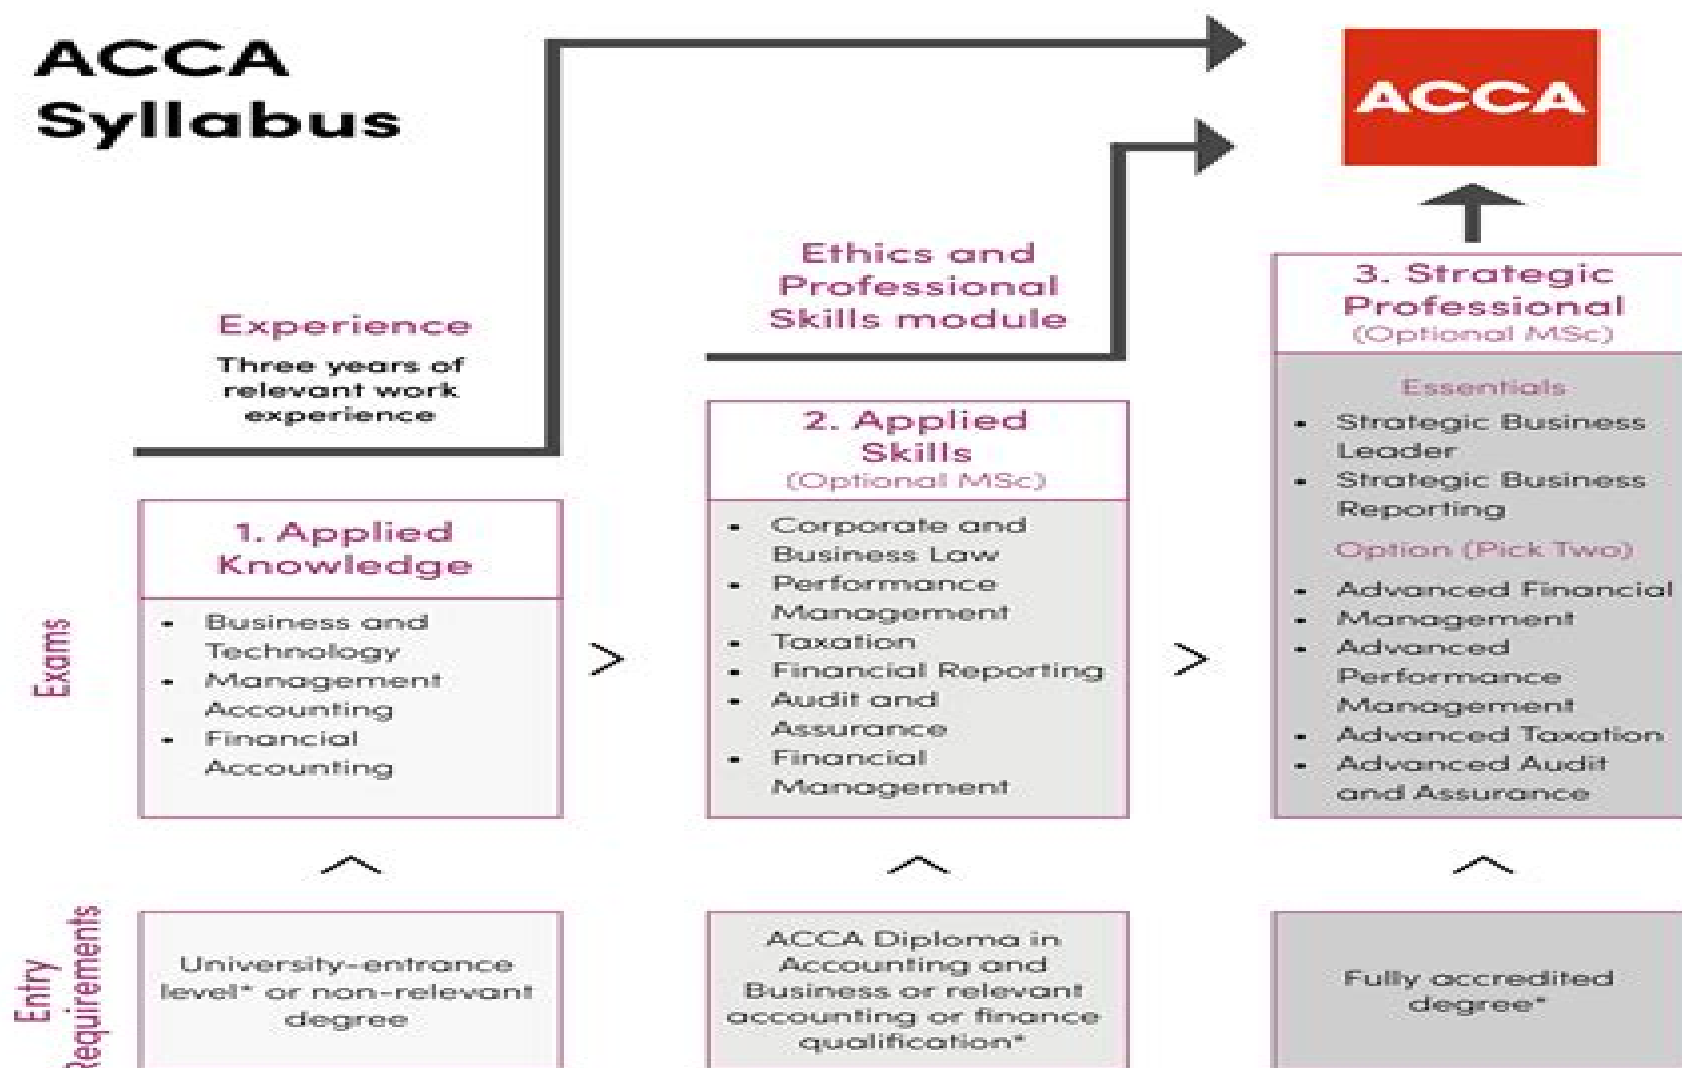 ACCA
Syllabus
ACCA
Experience
Three years of
relevant work
experience
Ethics and
Professional
Skills module
1. Applied
Knowledge
• Business and
Technology
• Management
Accounting
• Financial
Accounting
2. Applied
Skills
(Optional MSc)
• Corporate and
Business Law
• Performance
Management
• Taxation
• Financial Reporting
• Audit and
Assurance
• Financial
Management
3. Strategic
Professional
(Optional MSc)
Essentials
• Strategic Business
Leader
• Strategic Business
Reporting
Option (Pick Two)
• Advanced Financial
• Management
• Advanced
Performance
Management
• Advanced Taxation
• Advanced Audit
and Assurance
Exams
>
>
Entry
Requirements
University-entrance
level* or non-relevant
degree
ACCA Diploma in
Accounting and
Business or relevant
accounting or finance
qualification*
Fully accredited
degree*